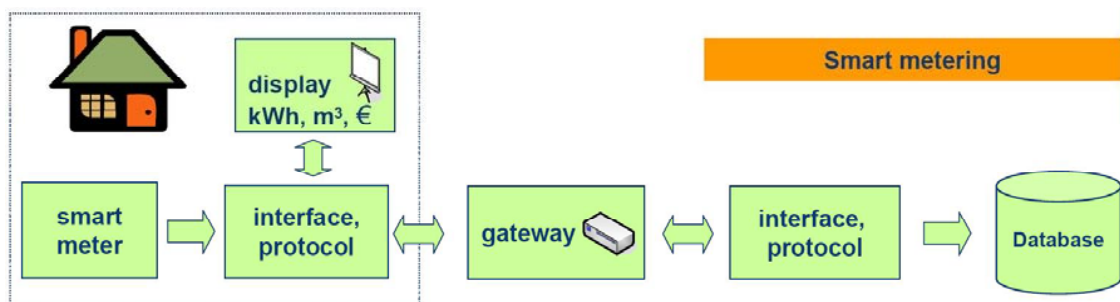 display
kWh, m³, €
Smart metering
smart
meter
interface,
protocol
gateway
interface,
protocol
Database